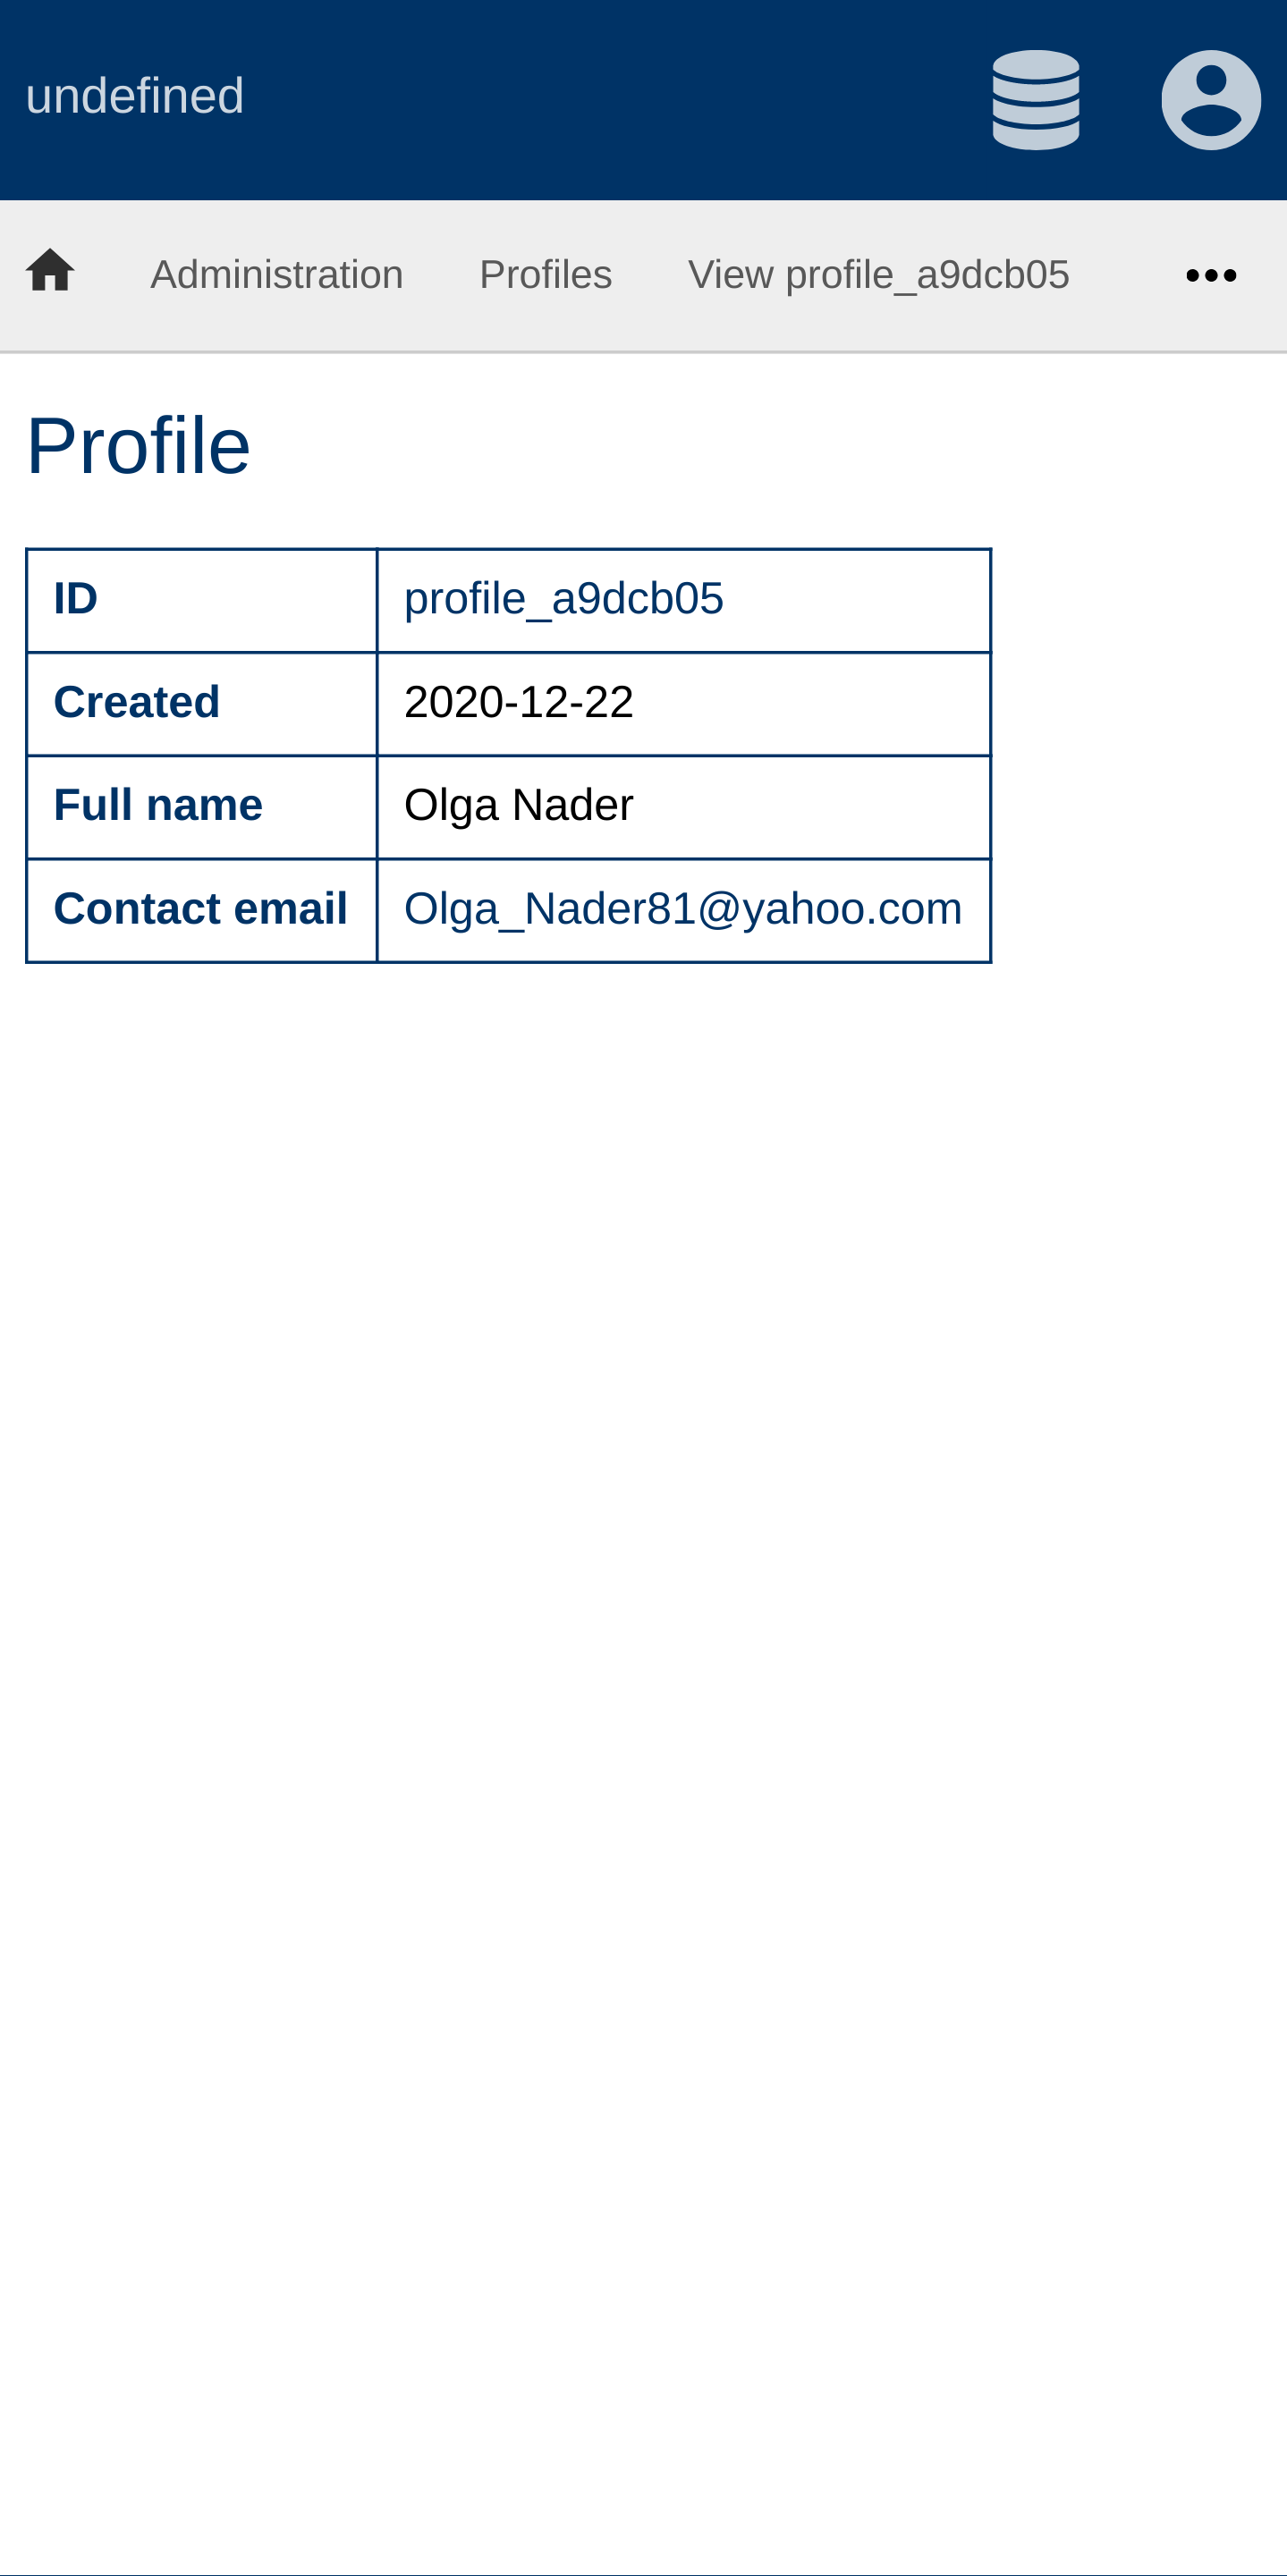 undefined
Administration Profiles View profile_a9dcb05
Profile
ID profile_a9dcb05
Created 2020-12-22
Full name Olga Nader
Contact email Olga_Nader81@yahoo.com